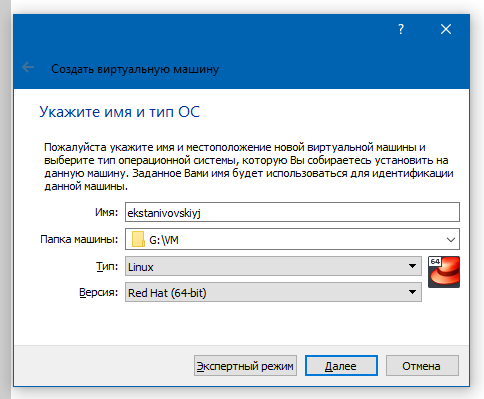 ?
Создать виртуальную машину
Укажите имя и тип ОС
Пожалуйста укажите имя и местоположение новой виртуальной машины и
выберите тип операционной системы, которую Вы собираетесь установить на
данную машину. Заданное Вами имя будет использоваться для идентификации
данной машины.
Имя: ekstanivovskiyj
Папка машины: G:\VM
Тип: Linux
64
Версия: Red Hat (64-bit)
Экспертный режим Далее Отмена